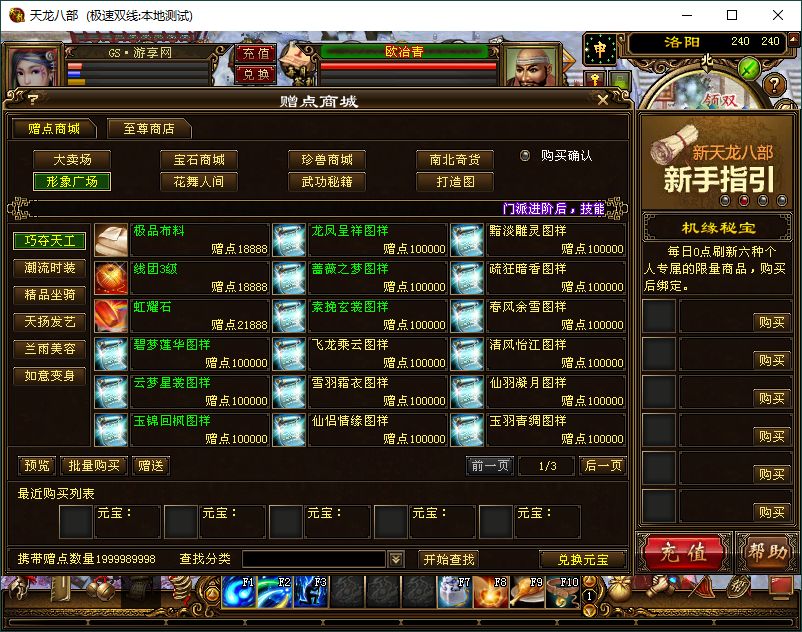 天龙八部 (极速双线:本地测试)
GS·游享网
充值
兑换
欧冶青
申
洛阳 240 240
北
领双
? 赠点商城
赠点商城 至尊商店
大卖场 宝石商城 珍兽商城 南北奇货 购买确认
形象广场 花舞人间 武功秘籍 打造图
门派进阶后，技能
巧夺天工
潮流时装
精品坐骑
天扬发艺
兰雨美容
如意变身
极品布料 赠点18888
龙凤呈祥图样 赠点100000
黯淡雕灵图样 赠点100000
线团3级 赠点18888
蔷薇之梦图样 赠点100000
疏狂暗香图样 赠点100000
虹耀石 赠点21888
素挽玄裳图样 赠点100000
春风余雪图样 赠点100000
碧梦莲华图样 赠点100000
飞龙乘云图样 赠点100000
清风怡江图样 赠点100000
云梦星裳图样 赠点100000
雪羽霜衣图样 赠点100000
仙羽凝月图样 赠点100000
玉锦回枫图样 赠点100000
仙侣情缘图样 赠点100000
玉羽青绸图样 赠点100000
预览 批量购买 赠送 前一页 1/3 后一页
最近购买列表
元宝： 元宝： 元宝： 元宝： 元宝：
携带赠点数量1999989998 查找分类 开始查找 兑换元宝
新天龙八部
新手指引
机缘秘宝
每日0点刷新六种个
人专属的限量商品，购买
后绑定。
购买
购买
购买
购买
购买
购买
充值 帮助
F1 F2 F3 F7 F8 F9 F10 1